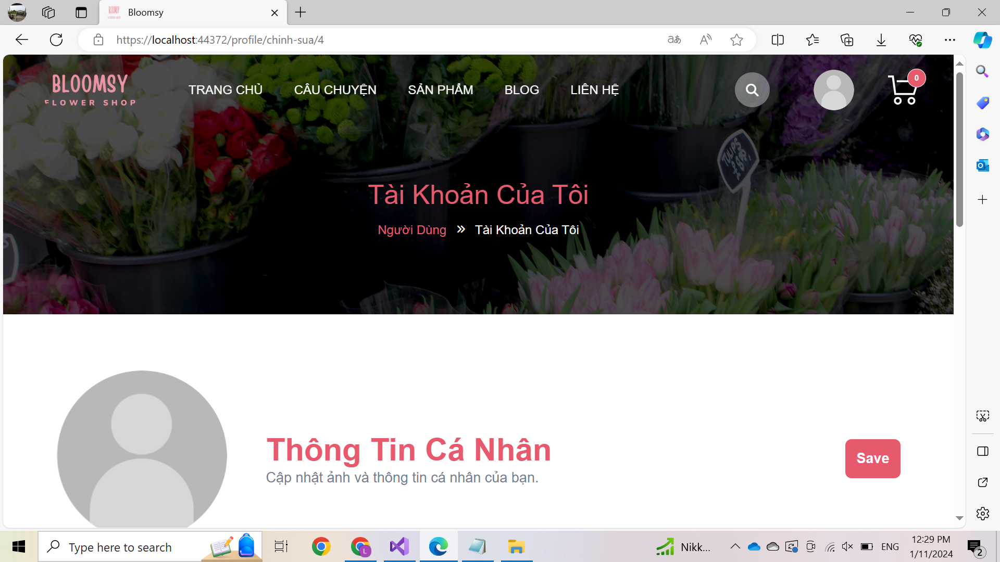 Bloomsy
https://localhost:44372/profile/chinh-sua/4
BLOOMSY
FLOWER SHOP
TRANG CHỦ
CÂU CHUYỆN
SẢN PHẨM
BLOG
LIÊN HỆ
0
TULIPS
Tài Khoản Của Tôi
Người Dùng » Tài Khoản Của Tôi
Thông Tin Cá Nhân
Cập nhật ảnh và thông tin cá nhân của bạn.
Save
Type here to search
L
Nikk...
ENG
12:29 PM
1/11/2024
2